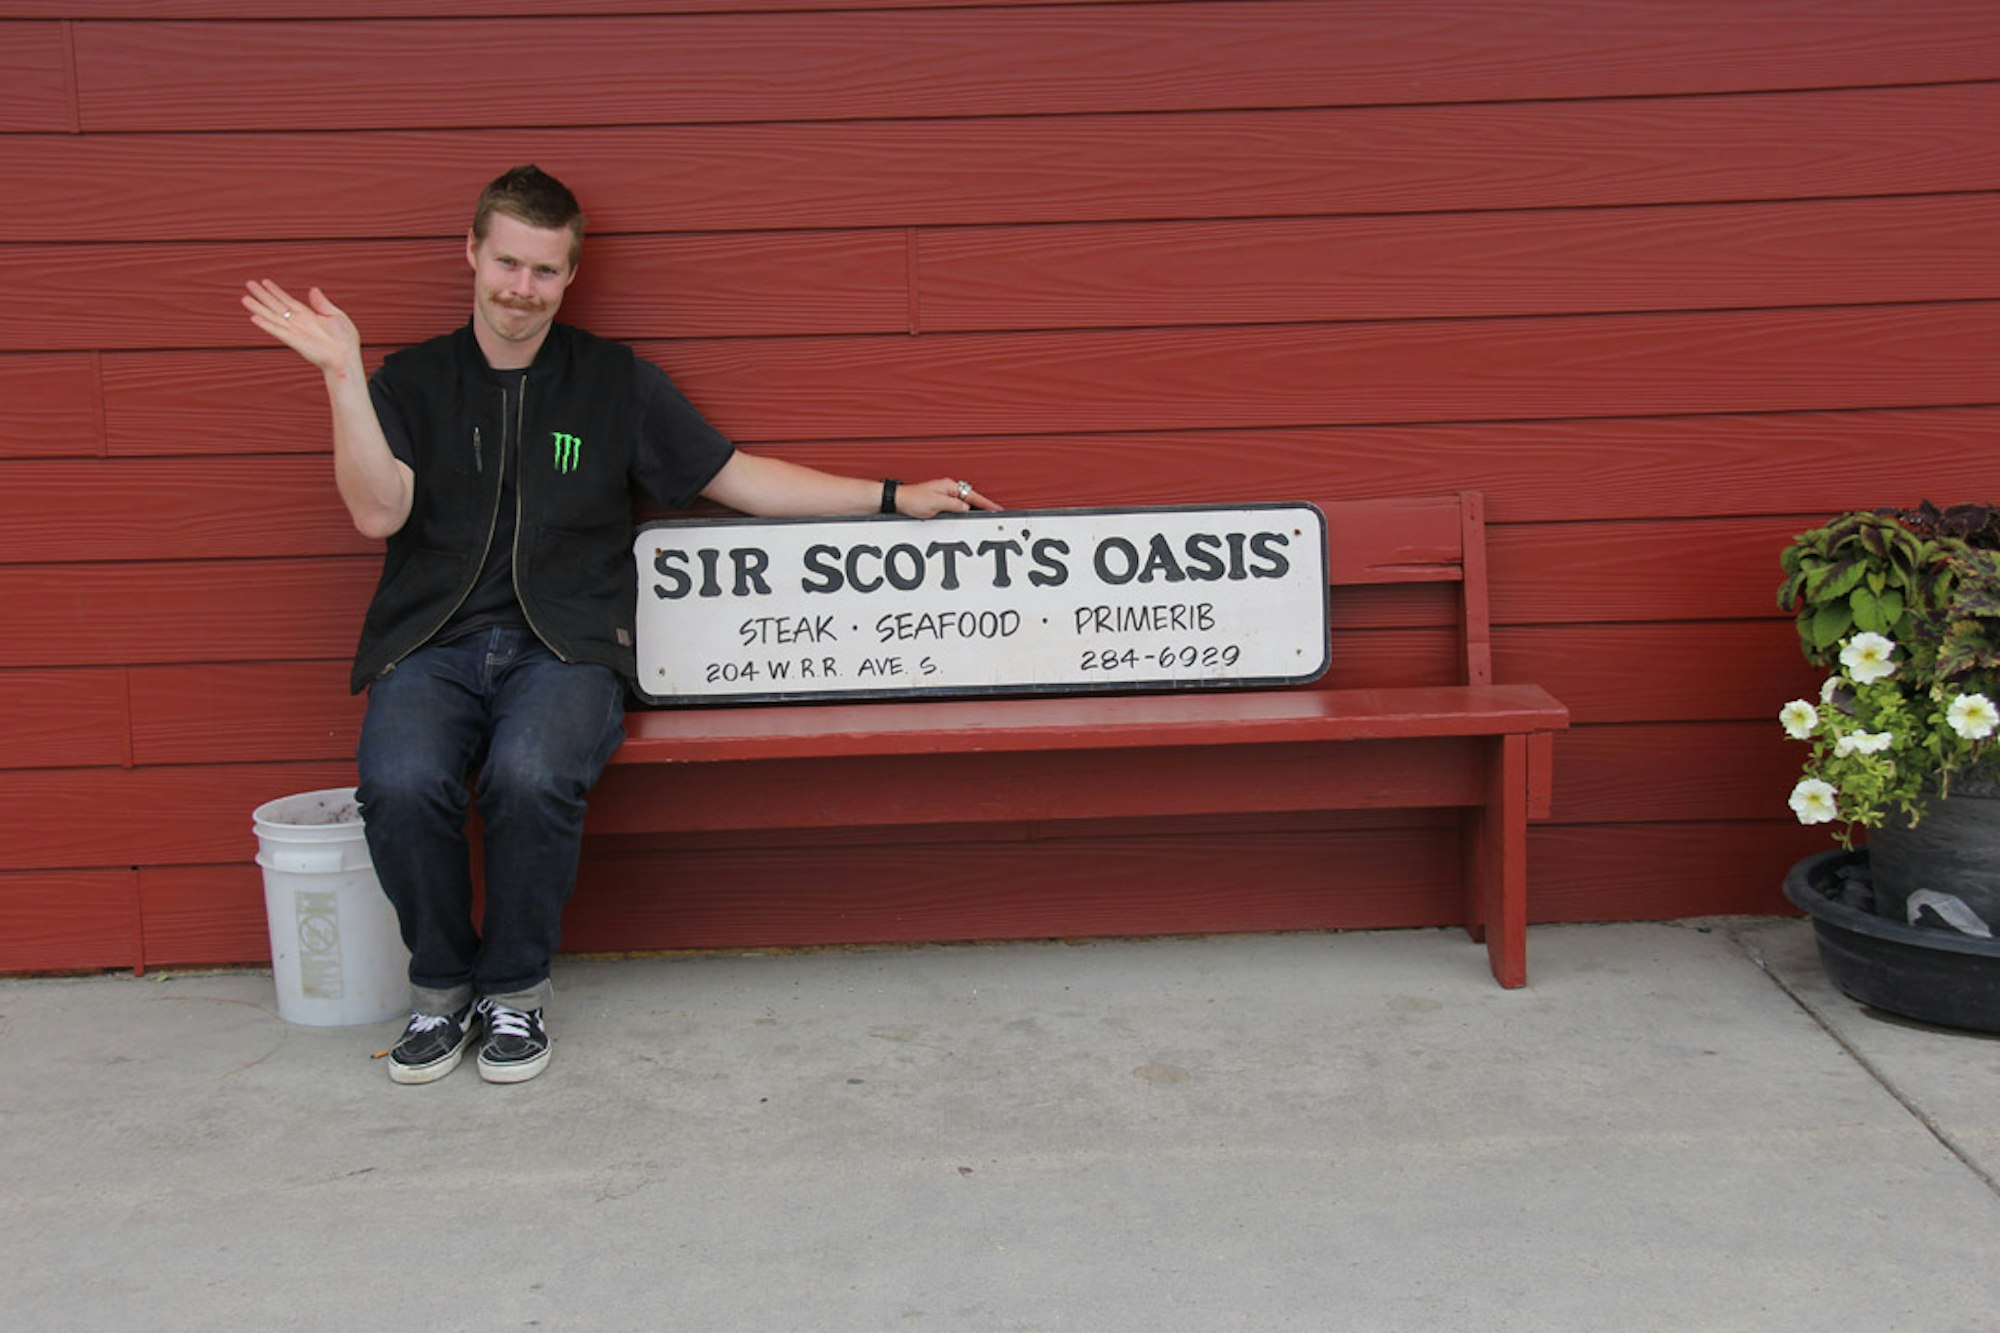 SIR SCOTT'S OASIS
STEAK · SEAFOOD · PRIMERIB
204 W. R.R. AVE. S. 284-6929